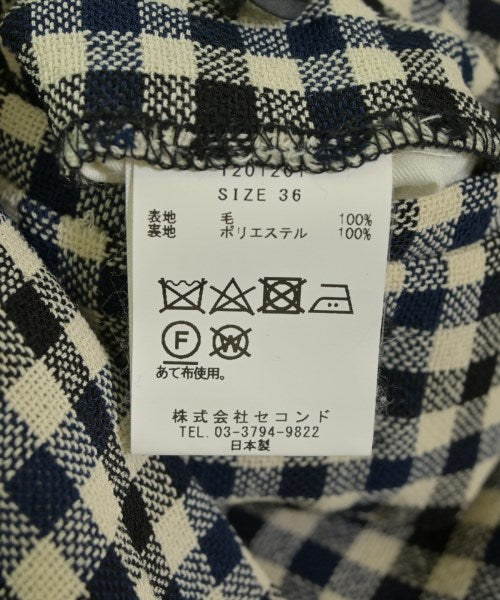 1201201
SIZE 36
表地 毛 100%
裏地 ポリエステル 100%
F W
あて布使用。
株式会社セコンド
TEL. 03-3794-9822
日本製